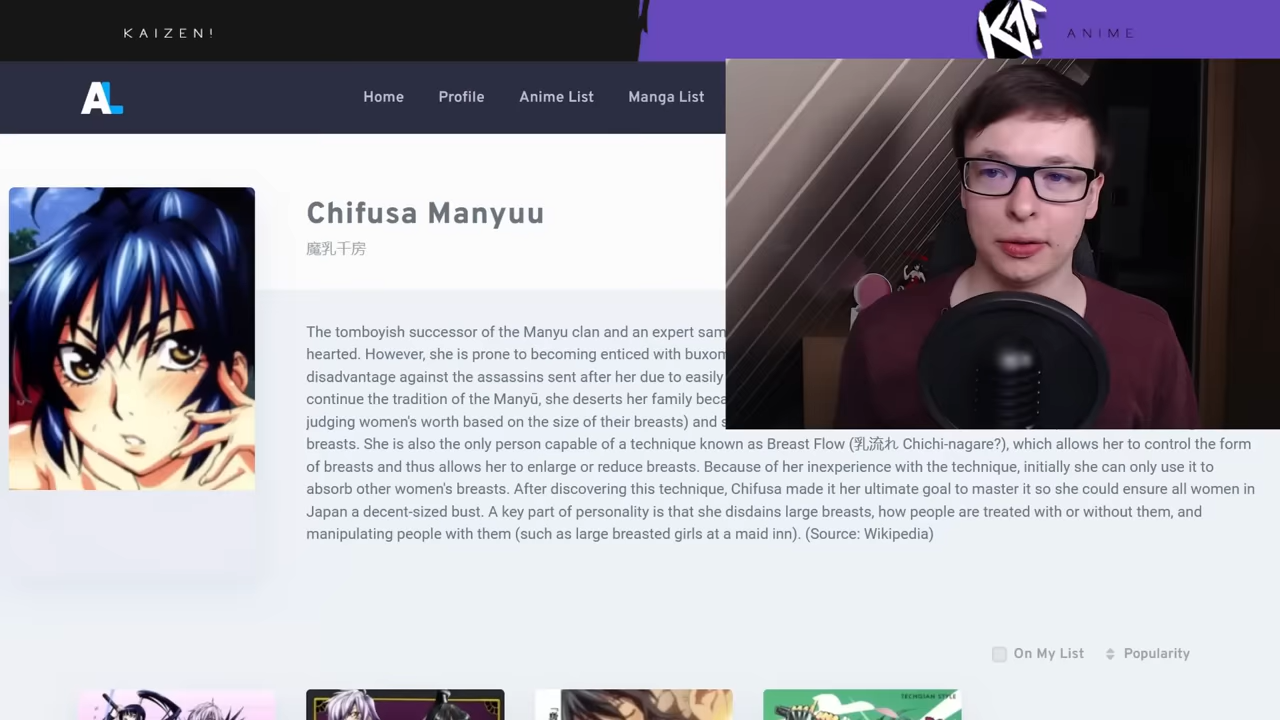 KAIZEN!
KA!
ANIME
AL
Home Profile Anime List Manga List
Chifusa Manyuu
魔乳千房
The tomboyish successor of the Manyu clan and an expert sam
hearted. However, she is prone to becoming enticed with buxom
disadvantage against the assassins sent after her due to easily
continue the tradition of the Manyū, she deserts her family beca
judging women's worth based on the size of their breasts) and s
breasts. She is also the only person capable of a technique known as Breast Flow (乳流れ Chichi-nagare?), which allows her to control the form
of breasts and thus allows her to enlarge or reduce breasts. Because of her inexperience with the technique, initially she can only use it to
absorb other women's breasts. After discovering this technique, Chifusa made it her ultimate goal to master it so she could ensure all women in
Japan a decent-sized bust. A key part of personality is that she disdains large breasts, how people are treated with or without them, and
manipulating people with them (such as large breasted girls at a maid inn). (Source: Wikipedia)
On My List Popularity
TECHGIAN STYLE